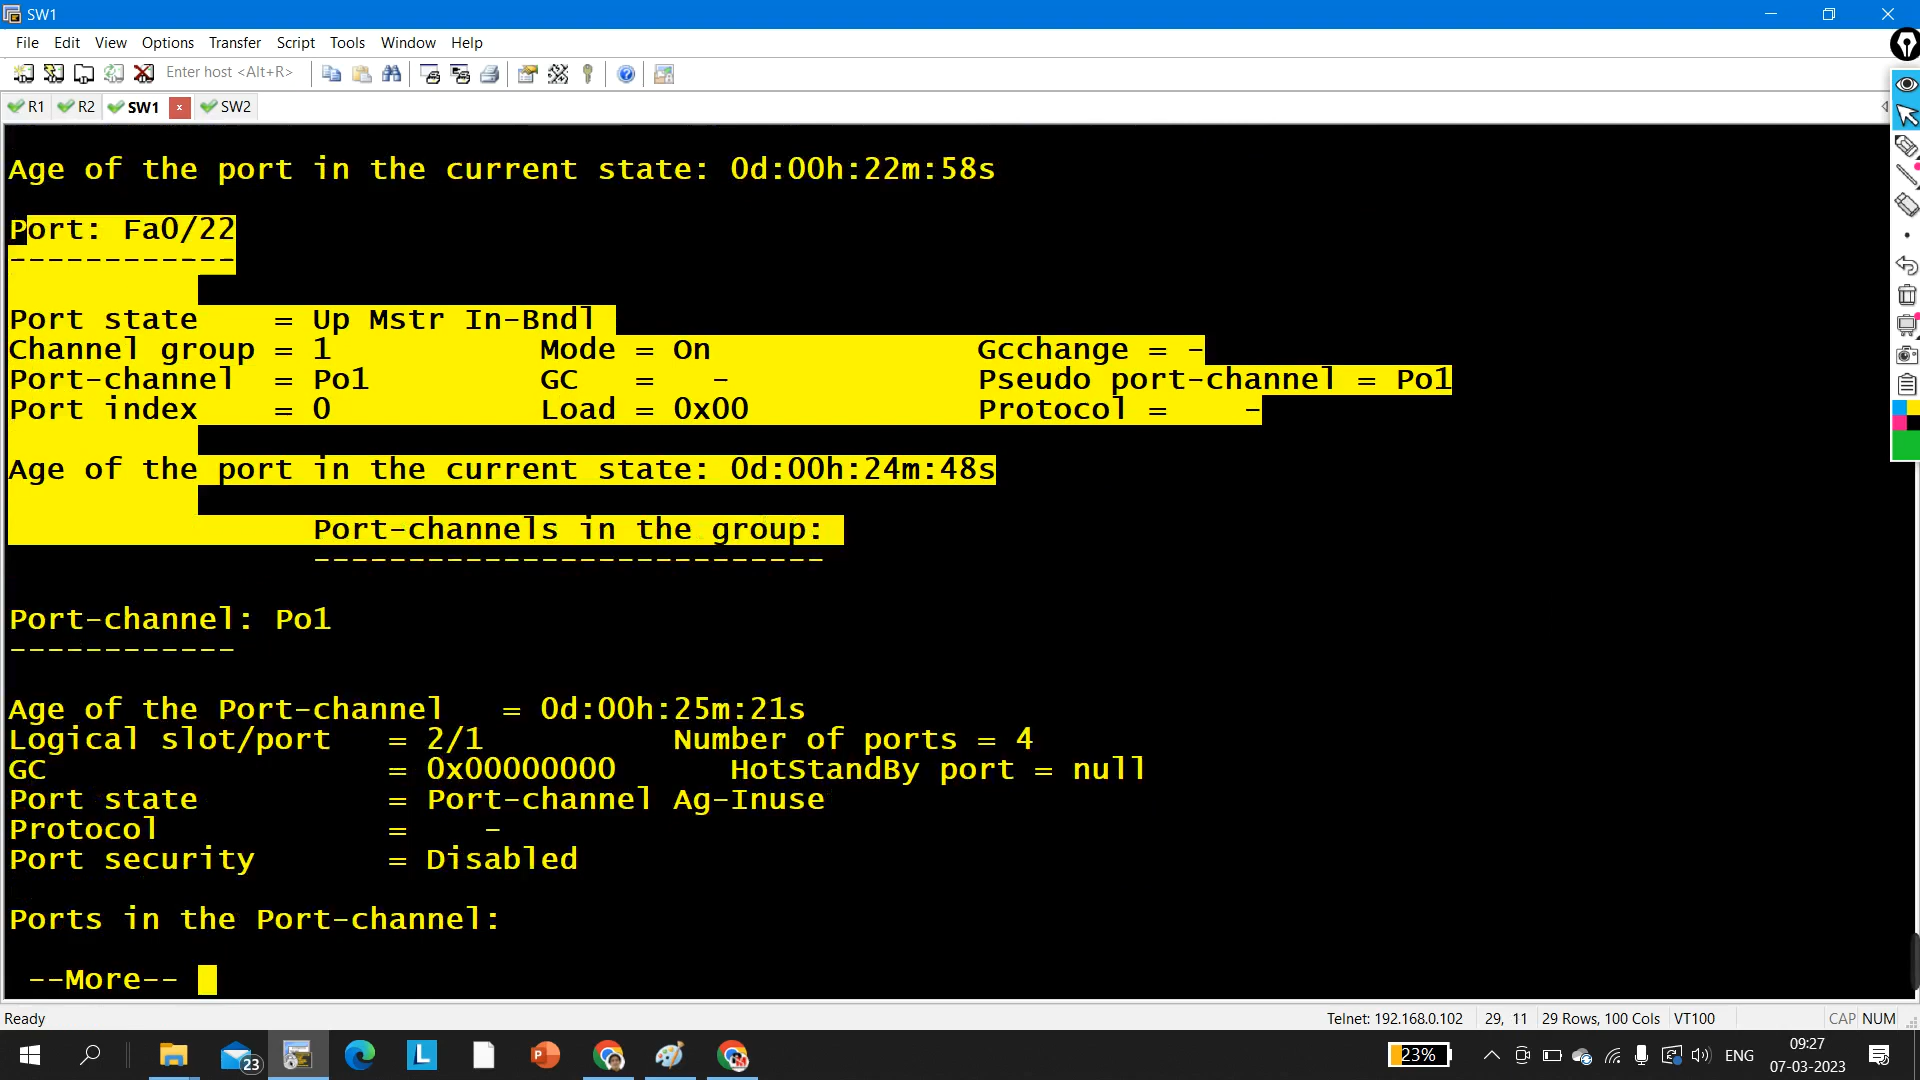 SW1
File Edit View Options Transfer Script Tools Window Help
Enter host <Alt+R>
R1 R2 SW1 x SW2
Age of the port in the current state: 0d:00h:22m:58s
Port: Fa0/22
------------
Port state    = Up Mstr In-Bndl
Channel group = 1           Mode = On              Gcchange = -
Port-channel  = Po1         GC   =   -             Pseudo port-channel = Po1
Port index    = 0           Load = 0x00            Protocol =    -
Age of the port in the current state: 0d:00h:24m:48s
Port-channels in the group:
---------------------------
Port-channel: Po1
------------
Age of the Port-channel   = 0d:00h:25m:21s
Logical slot/port   = 2/1          Number of ports = 4
GC                  = 0x00000000      HotStandBy port = null
Port state          = Port-channel Ag-Inuse
Protocol            =    -
Port security       = Disabled
Ports in the Port-channel:
--More--
Ready Telnet: 192.168.0.102 29, 11 29 Rows, 100 Cols VT100 CAP NUM
23 L P 23% ENG 09:27
07-03-2023